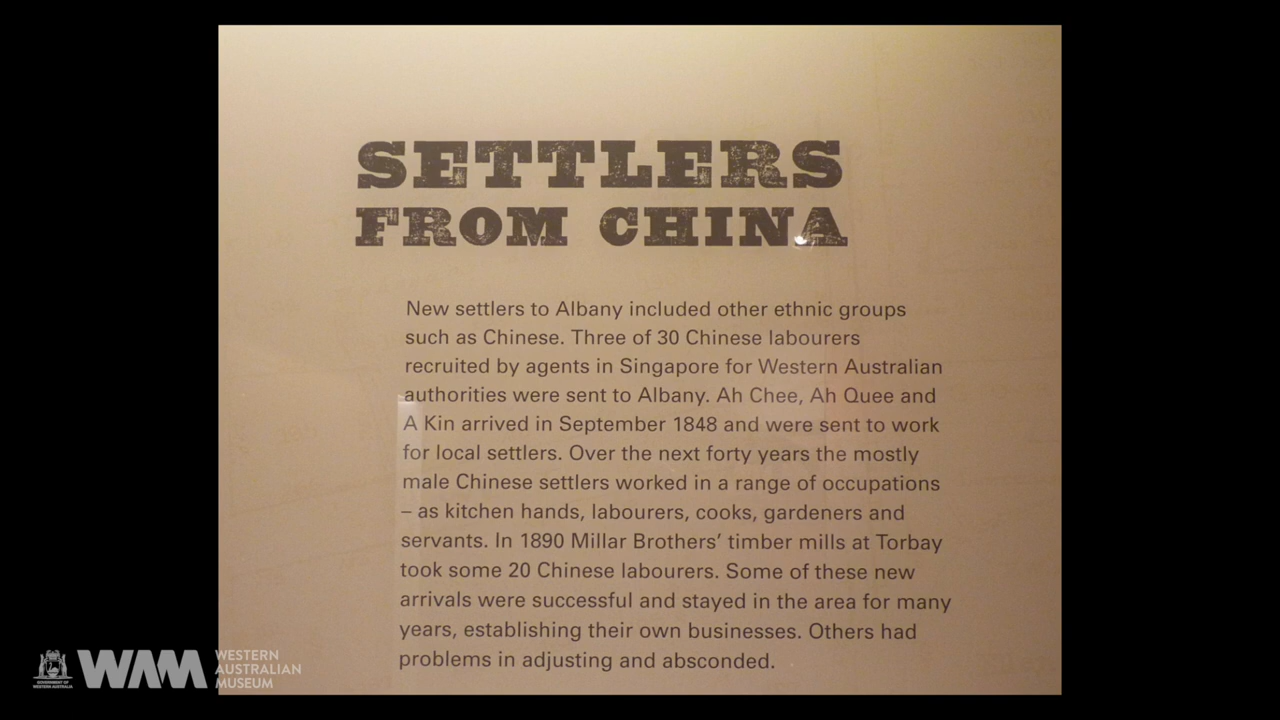 SETTLERS
FROM CHINA
New settlers to Albany included other ethnic groups
such as Chinese. Three of 30 Chinese labourers
recruited by agents in Singapore for Western Australian
authorities were sent to Albany. Ah Chee, Ah Quee and
A Kin arrived in September 1848 and were sent to work
for local settlers. Over the next forty years the mostly
male Chinese settlers worked in a range of occupations
– as kitchen hands, labourers, cooks, gardeners and
servants. In 1890 Millar Brothers’ timber mills at Torbay
took some 20 Chinese labourers. Some of these new
arrivals were successful and stayed in the area for many
years, establishing their own businesses. Others had
problems in adjusting and absconded.
GOVERNMENT OF
WESTERN AUSTRALIA
WAM
WESTERN
AUSTRALIAN
MUSEUM